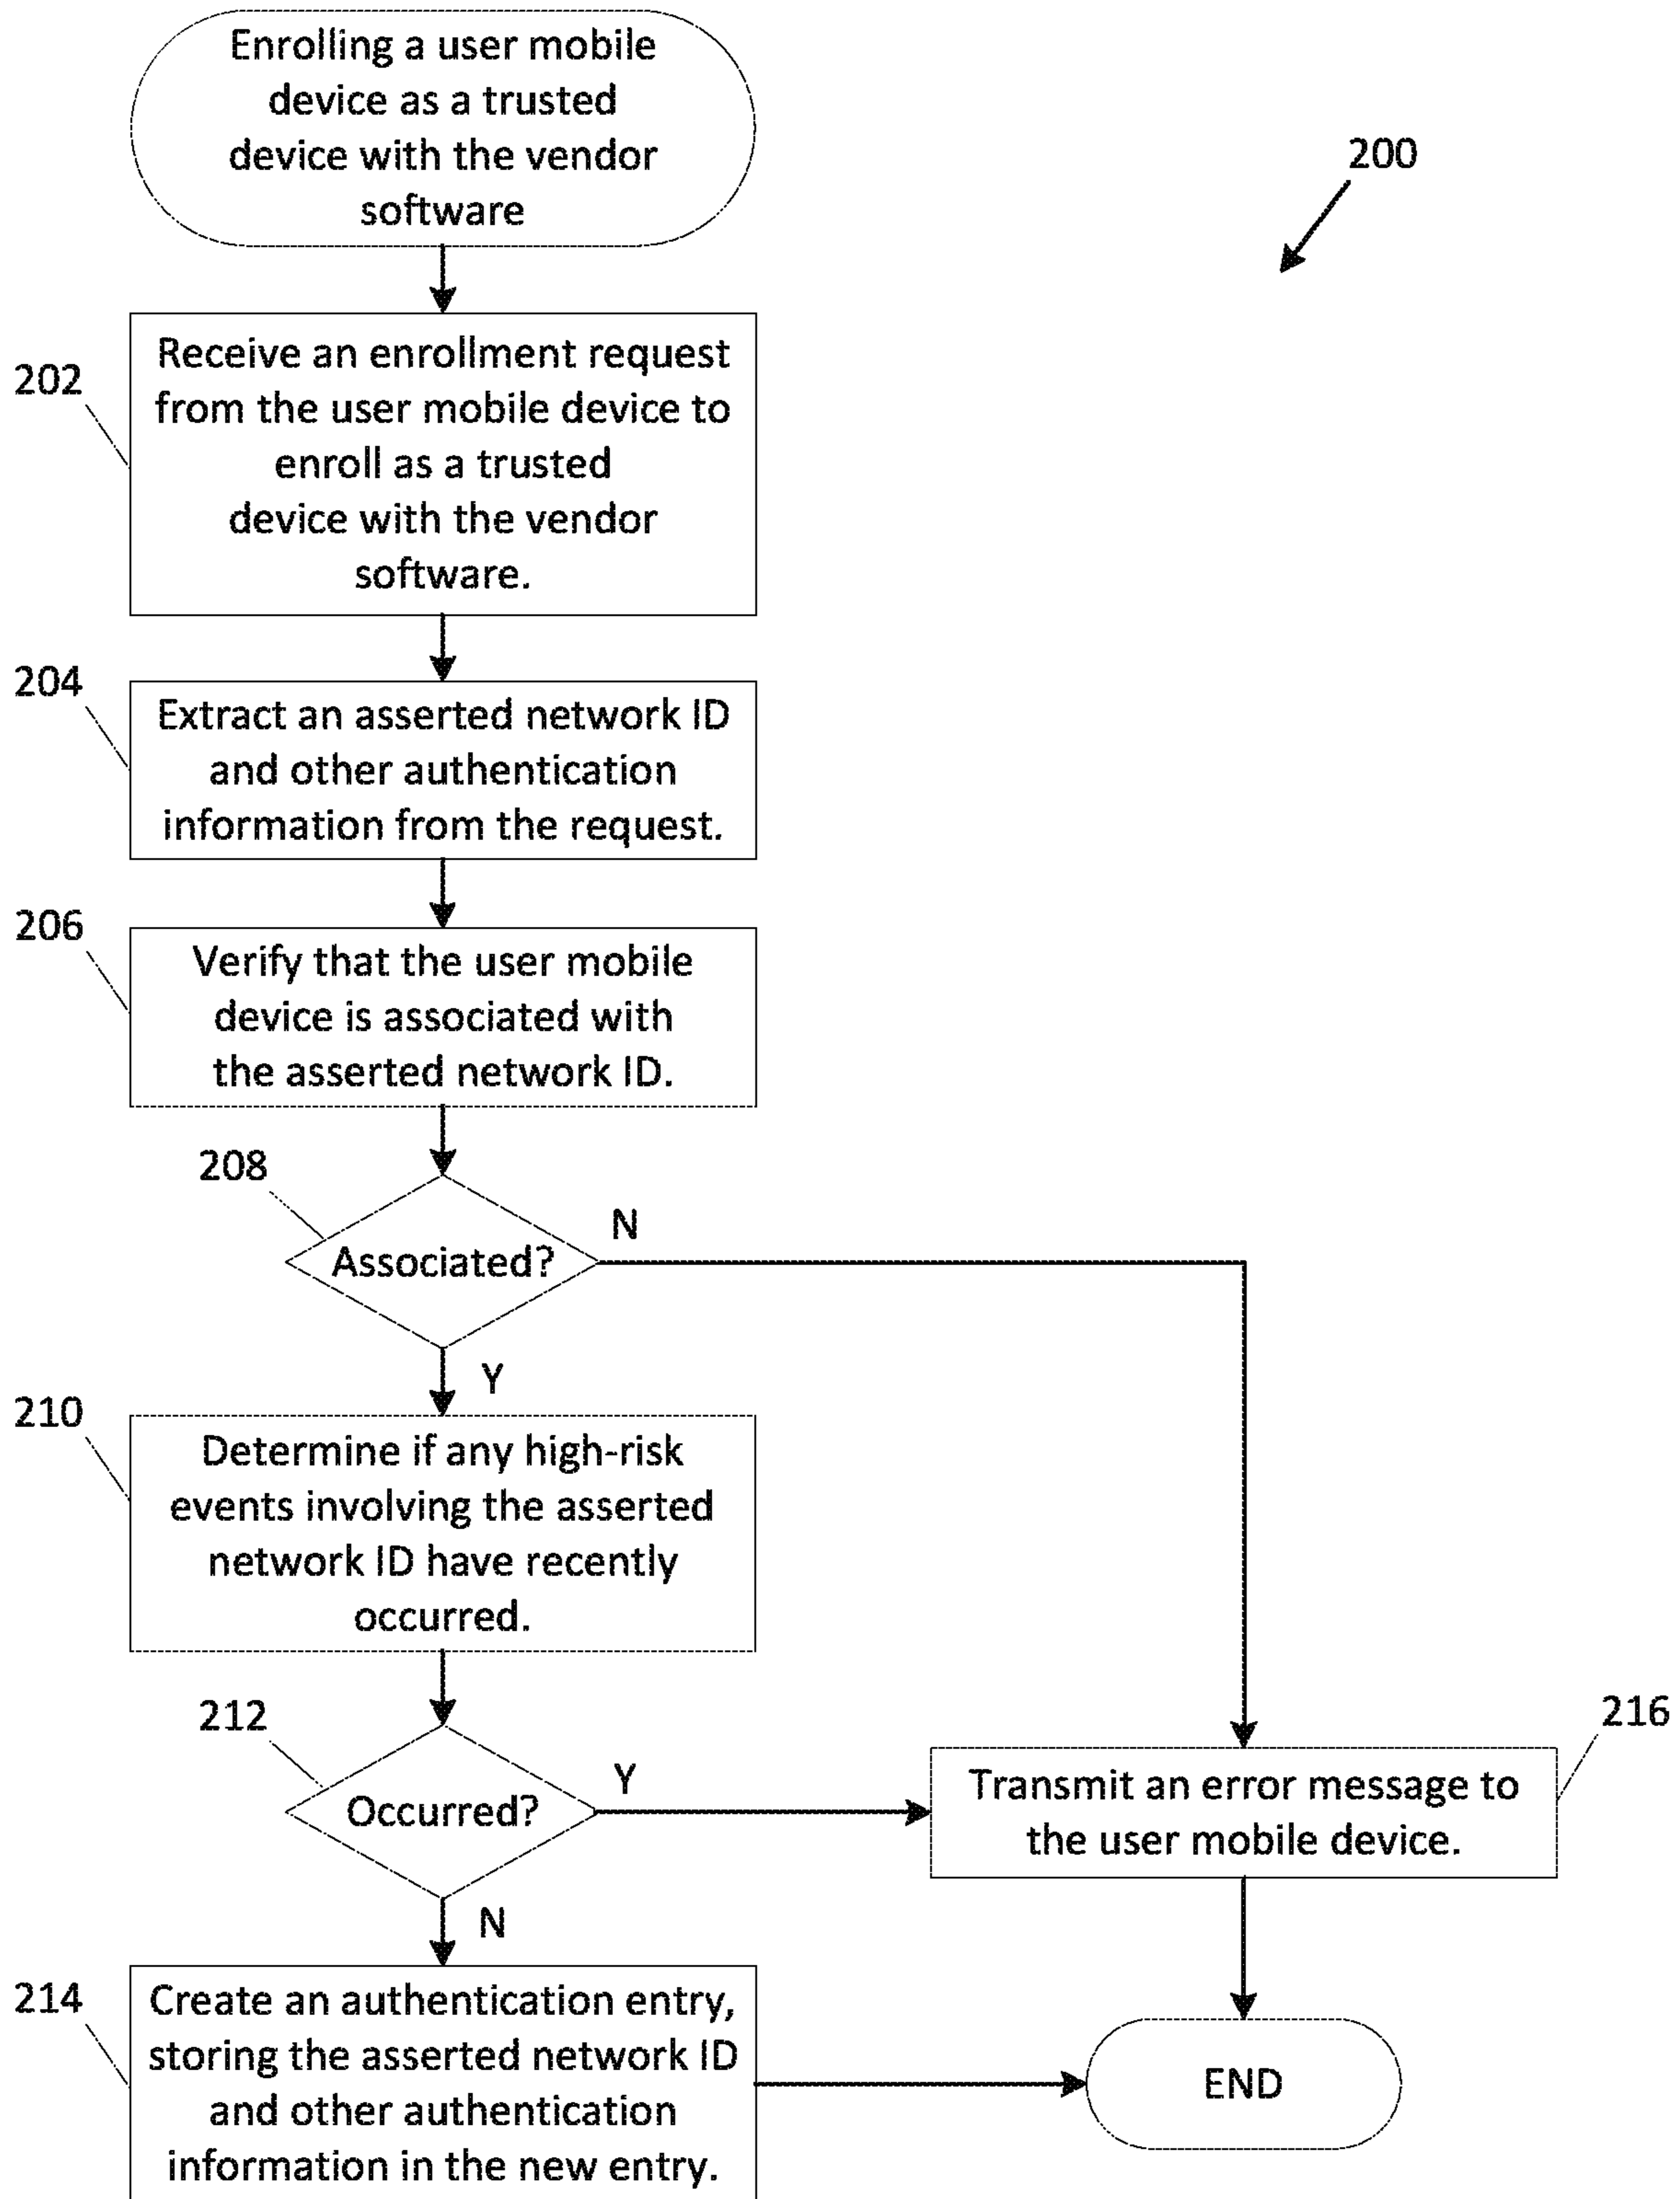 Enrolling a user mobile
device as a trusted
device with the vendor
software
200
202
Receive an enrollment request
from the user mobile device to
enroll as a trusted
device with the vendor
software.
204
Extract an asserted network ID
and other authentication
information from the request.
206
Verify that the user mobile
device is associated with
the asserted network ID.
208
Associated?
N
Y
210
Determine if any high-risk
events involving the asserted
network ID have recently
occurred.
212
Occurred?
Y
N
216
Transmit an error message to
the user mobile device.
214
Create an authentication entry,
storing the asserted network ID
and other authentication
information in the new entry.
END